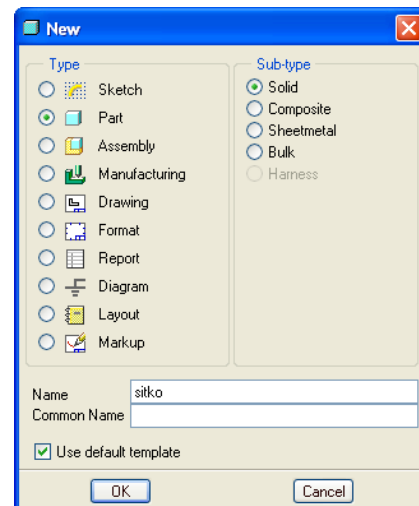 New
Type
Sketch
Part
Assembly
Manufacturing
Drawing
Format
Report
Diagram
Layout
Markup
Sub-type
Solid
Composite
Sheetmetal
Bulk
Harness
Name sitko
Common Name
Use default template
OK Cancel